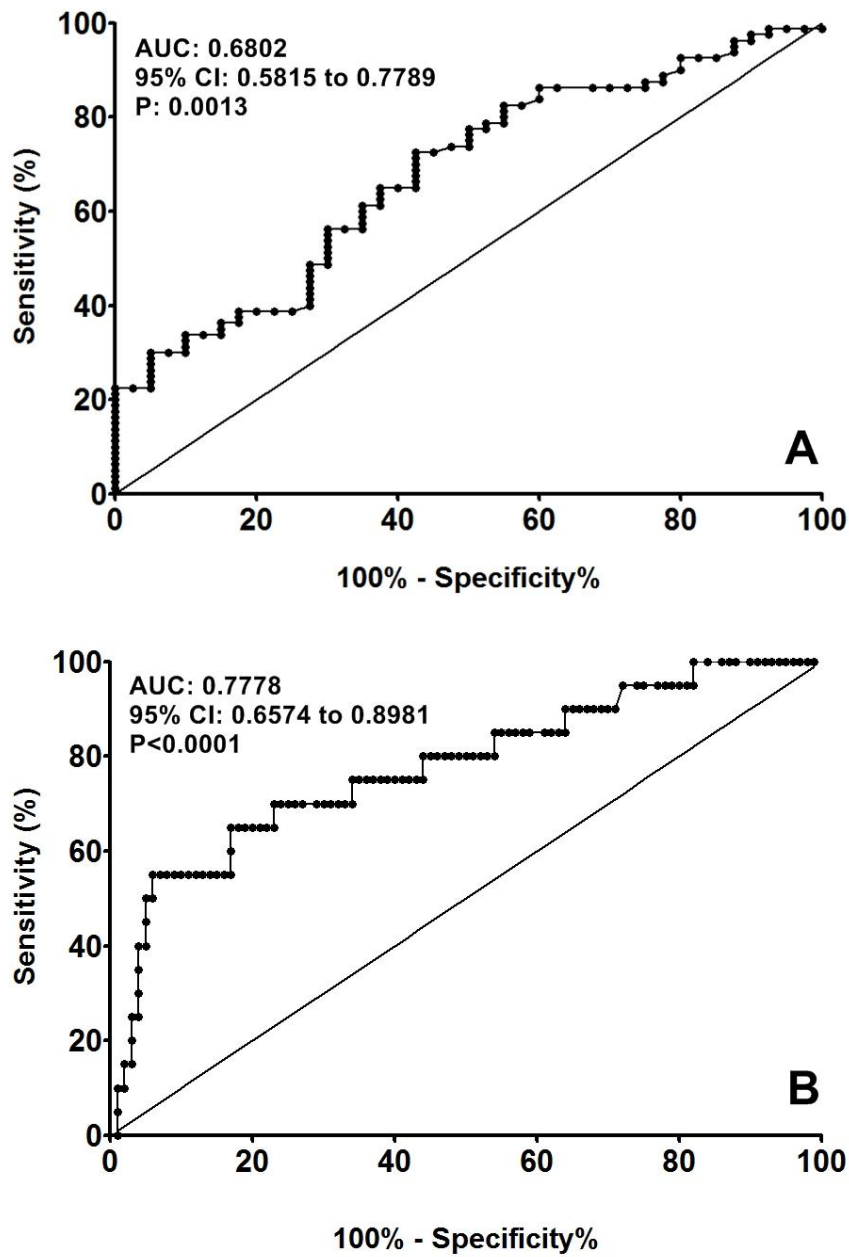 100
AUC: 0.6802
95% CI: 0.5815 to 0.7789
P: 0.0013
80
60
Sensitivity (%)
40
20
A
0
0 20 40 60 80 100
100% - Specificity%
100
AUC: 0.7778
95% CI: 0.6574 to 0.8981
P<0.0001
80
60
Sensitivity (%)
40
20
B
0
0 20 40 60 80 100
100% - Specificity%